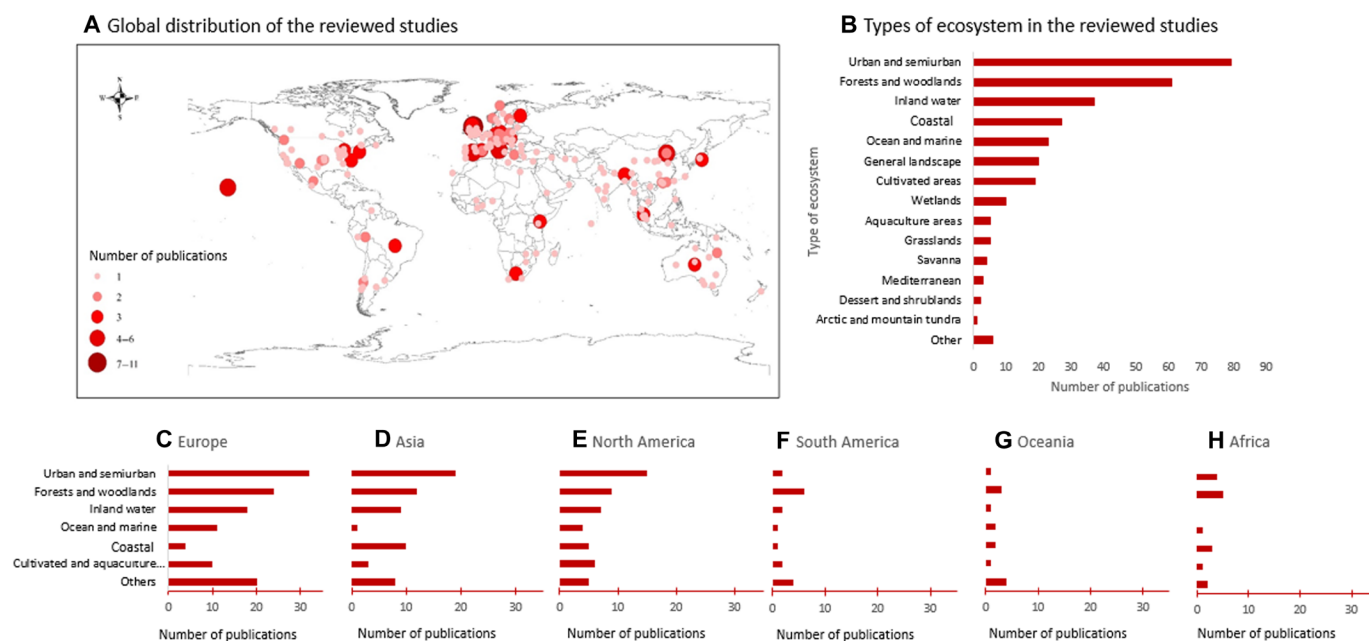 A Global distribution of the reviewed studies
N
W E
S
Number of publications
1
2
3
4–6
7–11
B Types of ecosystem in the reviewed studies
Type of ecosystem
Urban and semiurban
Forests and woodlands
Inland water
Coastal
Ocean and marine
General landscape
Cultivated areas
Wetlands
Aquaculture areas
Grasslands
Savanna
Mediterranean
Dessert and shrublands
Arctic and mountain tundra
Other
0 10 20 30 40 50 60 70 80 90
Number of publications
C Europe
D Asia
E North America
F South America
G Oceania
H Africa
Urban and semiurban
Forests and woodlands
Inland water
Ocean and marine
Coastal
Cultivated and aquaculture...
Others
0 10 20 30
0 10 20 30
0 10 20 30
0 10 20 30
0 10 20 30
0 10 20 30
Number of publications
Number of publications
Number of publications
Number of publications
Number of publications
Number of publications